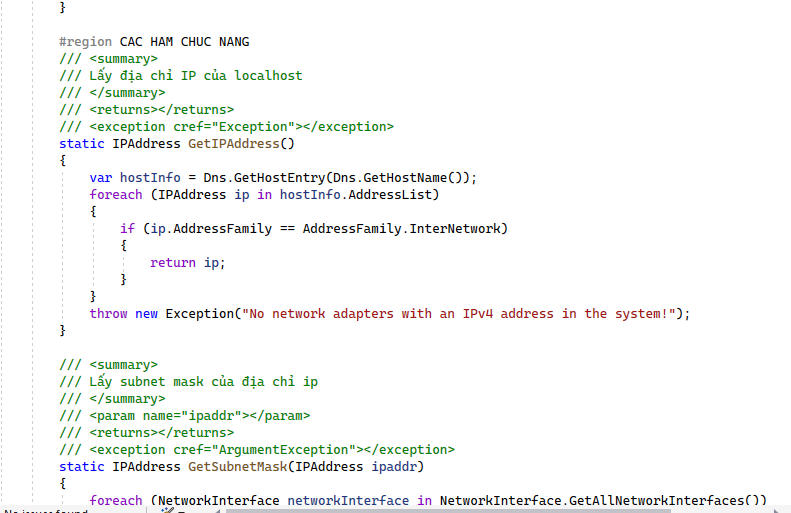 }
#region CAC HAM CHUC NANG
/// <summary>
/// Lấy địa chỉ IP của localhost
/// </summary>
/// <returns></returns>
/// <exception cref="Exception"></exception>
static IPAddress GetIPAddress()
{
var hostInfo = Dns.GetHostEntry(Dns.GetHostName());
foreach (IPAddress ip in hostInfo.AddressList)
{
if (ip.AddressFamily == AddressFamily.InterNetwork)
{
return ip;
}
}
throw new Exception("No network adapters with an IPv4 address in the system!");
}
/// <summary>
/// Lấy subnet mask của địa chỉ ip
/// </summary>
/// <param name="ipaddr"></param>
/// <returns></returns>
/// <exception cref="ArgumentException"></exception>
static IPAddress GetSubnetMask(IPAddress ipaddr)
{
foreach (NetworkInterface networkInterface in NetworkInterface.GetAllNetworkInterfaces())
No issues found